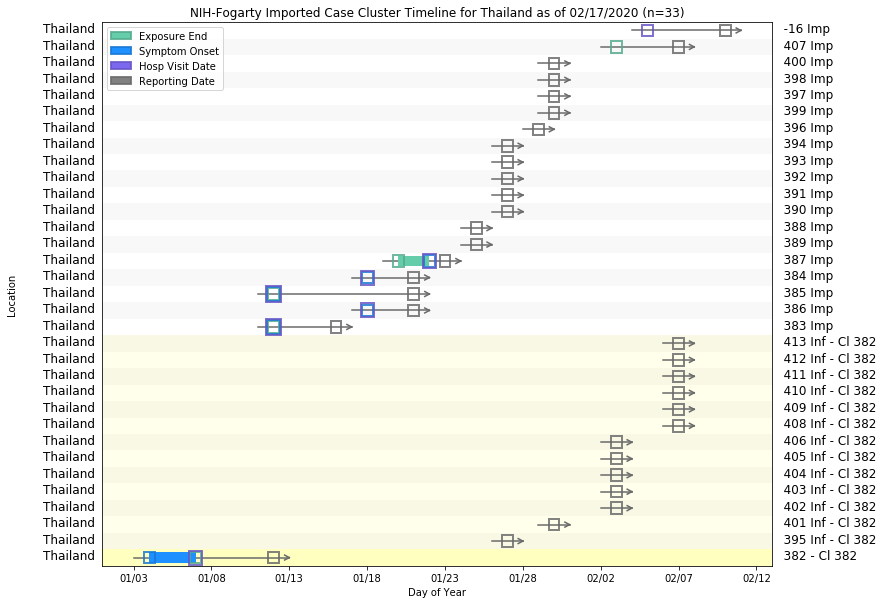 NIH-Fogarty Imported Case Cluster Timeline for Thailand as of 02/17/2020 (n=33)
Exposure End
Symptom Onset
Hosp Visit Date
Reporting Date
Location
Thailand -16 Imp
Thailand 407 Imp
Thailand 400 Imp
Thailand 398 Imp
Thailand 397 Imp
Thailand 399 Imp
Thailand 396 Imp
Thailand 394 Imp
Thailand 393 Imp
Thailand 392 Imp
Thailand 391 Imp
Thailand 390 Imp
Thailand 388 Imp
Thailand 389 Imp
Thailand 387 Imp
Thailand 384 Imp
Thailand 385 Imp
Thailand 386 Imp
Thailand 383 Imp
Thailand 413 Inf - Cl 382
Thailand 412 Inf - Cl 382
Thailand 411 Inf - Cl 382
Thailand 410 Inf - Cl 382
Thailand 409 Inf - Cl 382
Thailand 408 Inf - Cl 382
Thailand 406 Inf - Cl 382
Thailand 405 Inf - Cl 382
Thailand 404 Inf - Cl 382
Thailand 403 Inf - Cl 382
Thailand 402 Inf - Cl 382
Thailand 401 Inf - Cl 382
Thailand 395 Inf - Cl 382
Thailand 382 - Cl 382
01/03 01/08 01/13 01/18 01/23 01/28 02/02 02/07 02/12
Day of Year